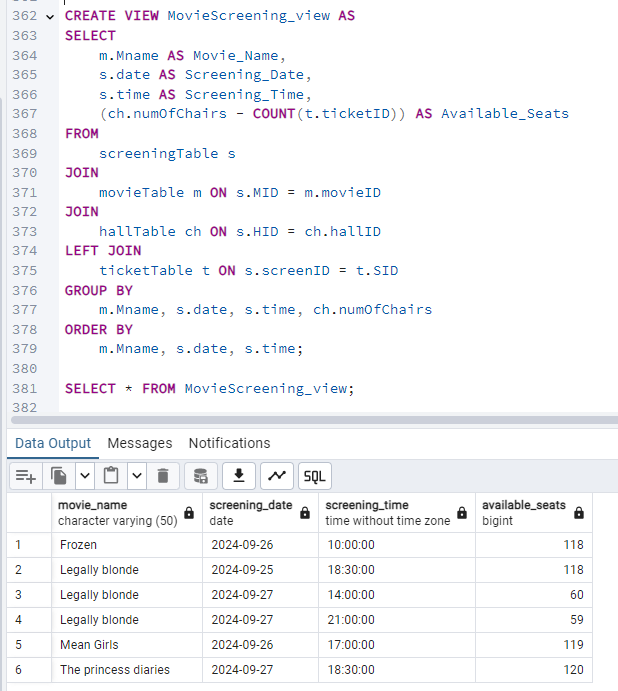 362 CREATE VIEW MovieScreening_view AS
363 SELECT
364 m.Mname AS Movie_Name,
365 s.date AS Screening_Date,
366 s.time AS Screening_Time,
367 (ch.numOfChairs - COUNT(t.ticketID)) AS Available_Seats
368 FROM
369 screeningTable s
370 JOIN
371 movieTable m ON s.MID = m.movieID
372 JOIN
373 hallTable ch ON s.HID = ch.hallID
374 LEFT JOIN
375 ticketTable t ON s.screenID = t.SID
376 GROUP BY
377 m.Mname, s.date, s.time, ch.numOfChairs
378 ORDER BY
379 m.Mname, s.date, s.time;
380
381 SELECT * FROM MovieScreening_view;
382
Data Output Messages Notifications
SQL
movie_name screening_date screening_time available_seats
character varying (50) date time without time zone bigint
1 Frozen 2024-09-26 10:00:00 118
2 Legally blonde 2024-09-25 18:30:00 118
3 Legally blonde 2024-09-27 14:00:00 60
4 Legally blonde 2024-09-27 21:00:00 59
5 Mean Girls 2024-09-26 17:00:00 119
6 The princess diaries 2024-09-27 18:30:00 120